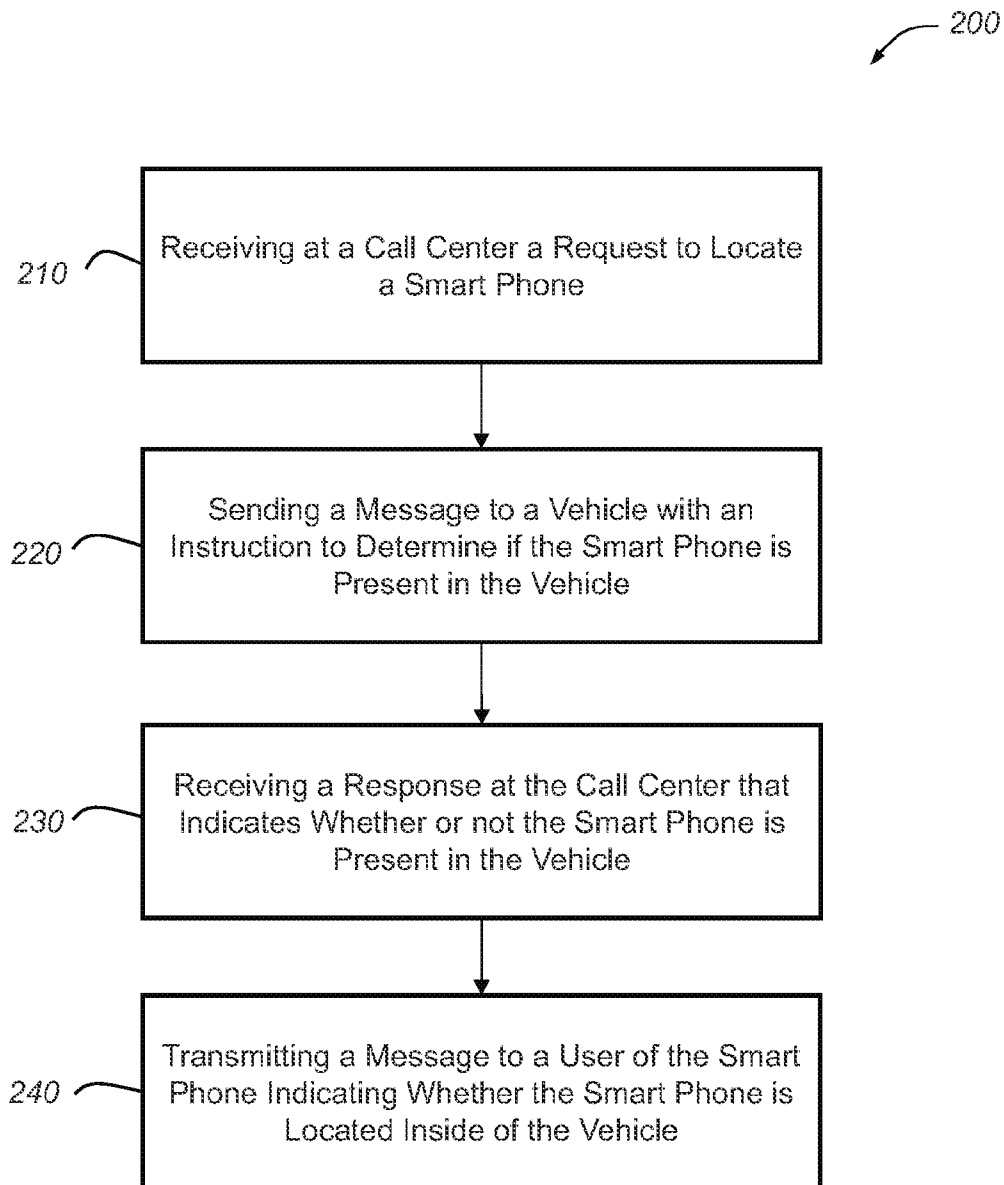 200
210
Receiving at a Call Center a Request to Locate
a Smart Phone
220
Sending a Message to a Vehicle with an
Instruction to Determine if the Smart Phone is
Present in the Vehicle
230
Receiving a Response at the Call Center that
Indicates Whether or not the Smart Phone is
Present in the Vehicle
240
Transmitting a Message to a User of the Smart
Phone Indicating Whether the Smart Phone is
Located Inside of the Vehicle